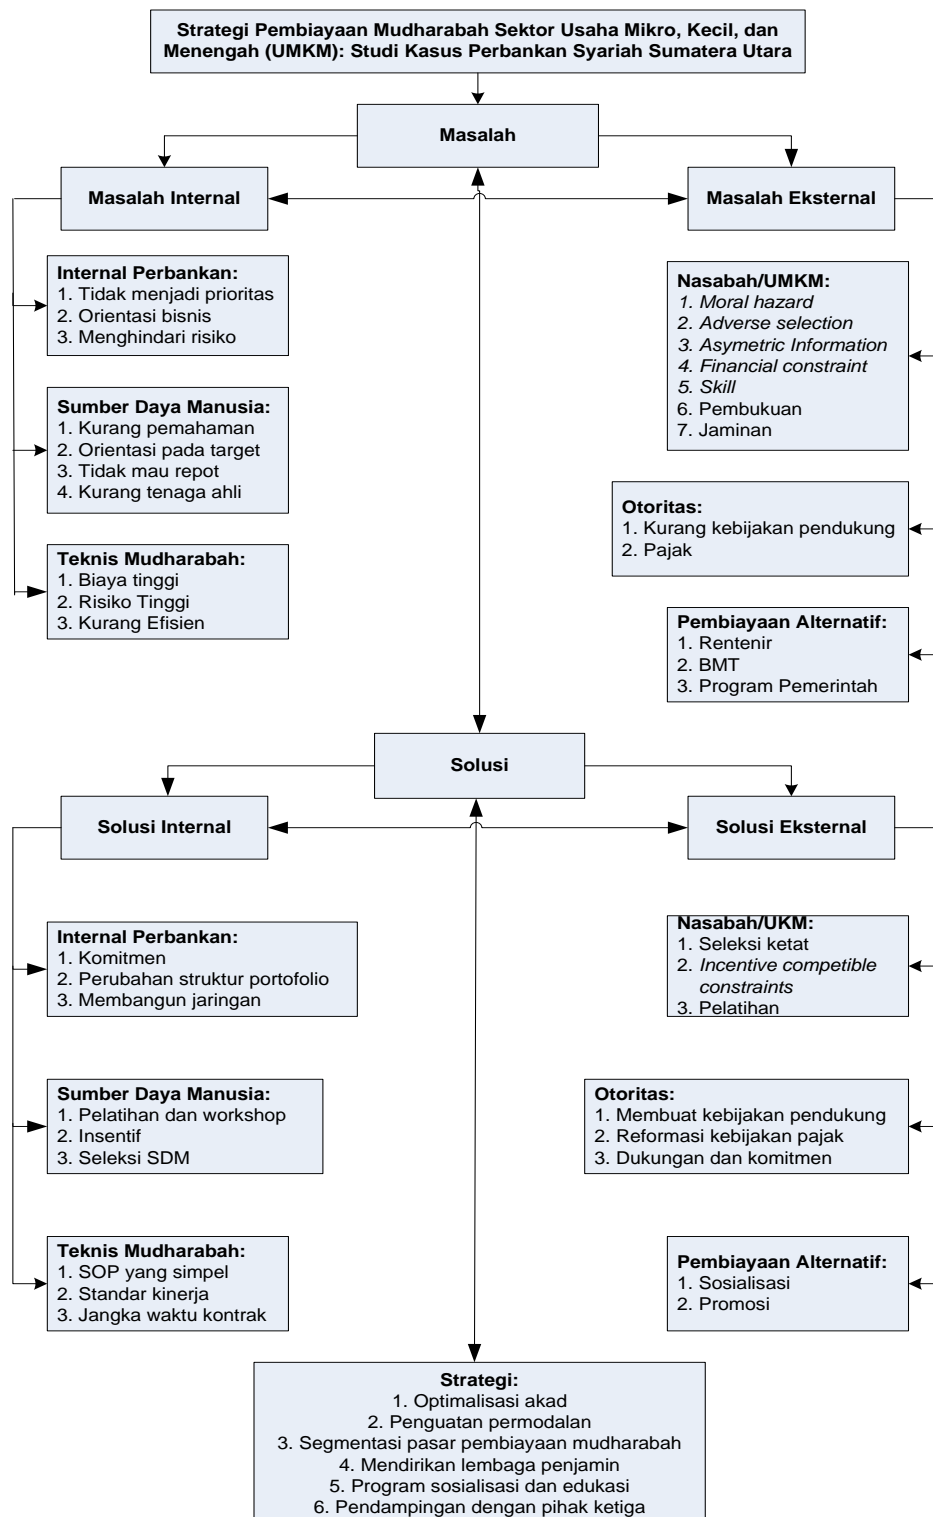 Strategi Pembiayaan Mudharabah Sektor Usaha Mikro, Kecil, dan
Menengah (UMKM): Studi Kasus Perbankan Syariah Sumatera Utara
Masalah
Masalah Internal
Masalah Eksternal
Internal Perbankan:
1. Tidak menjadi prioritas
2. Orientasi bisnis
3. Menghindari risiko
Sumber Daya Manusia:
1. Kurang pemahaman
2. Orientasi pada target
3. Tidak mau repot
4. Kurang tenaga ahli
Teknis Mudharabah:
1. Biaya tinggi
2. Risiko Tinggi
3. Kurang Efisien
Nasabah/UMKM:
1. Moral hazard
2. Adverse selection
3. Asymetric Information
4. Financial constraint
5. Skill
6. Pembukuan
7. Jaminan
Otoritas:
1. Kurang kebijakan pendukung
2. Pajak
Pembiayaan Alternatif:
1. Rentenir
2. BMT
3. Program Pemerintah
Solusi
Solusi Internal
Solusi Eksternal
Internal Perbankan:
1. Komitmen
2. Perubahan struktur portofolio
3. Membangun jaringan
Sumber Daya Manusia:
1. Pelatihan dan workshop
2. Insentif
3. Seleksi SDM
Teknis Mudharabah:
1. SOP yang simpel
2. Standar kinerja
3. Jangka waktu kontrak
Nasabah/UKM:
1. Seleksi ketat
2. Incentive competible
constraints
3. Pelatihan
Otoritas:
1. Membuat kebijakan pendukung
2. Reformasi kebijakan pajak
3. Dukungan dan komitmen
Pembiayaan Alternatif:
1. Sosialisasi
2. Promosi
Strategi:
1. Optimalisasi akad
2. Penguatan permodalan
3. Segmentasi pasar pembiayaan mudharabah
4. Mendirikan lembaga penjamin
5. Program sosialisasi dan edukasi
6. Pendampingan dengan pihak ketiga